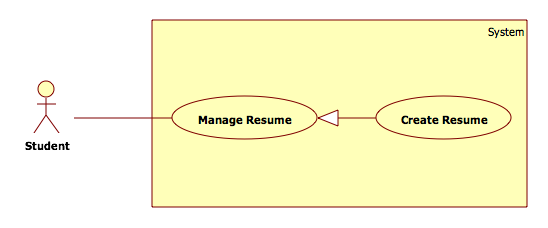 System
Manage Resume
Create Resume
Student